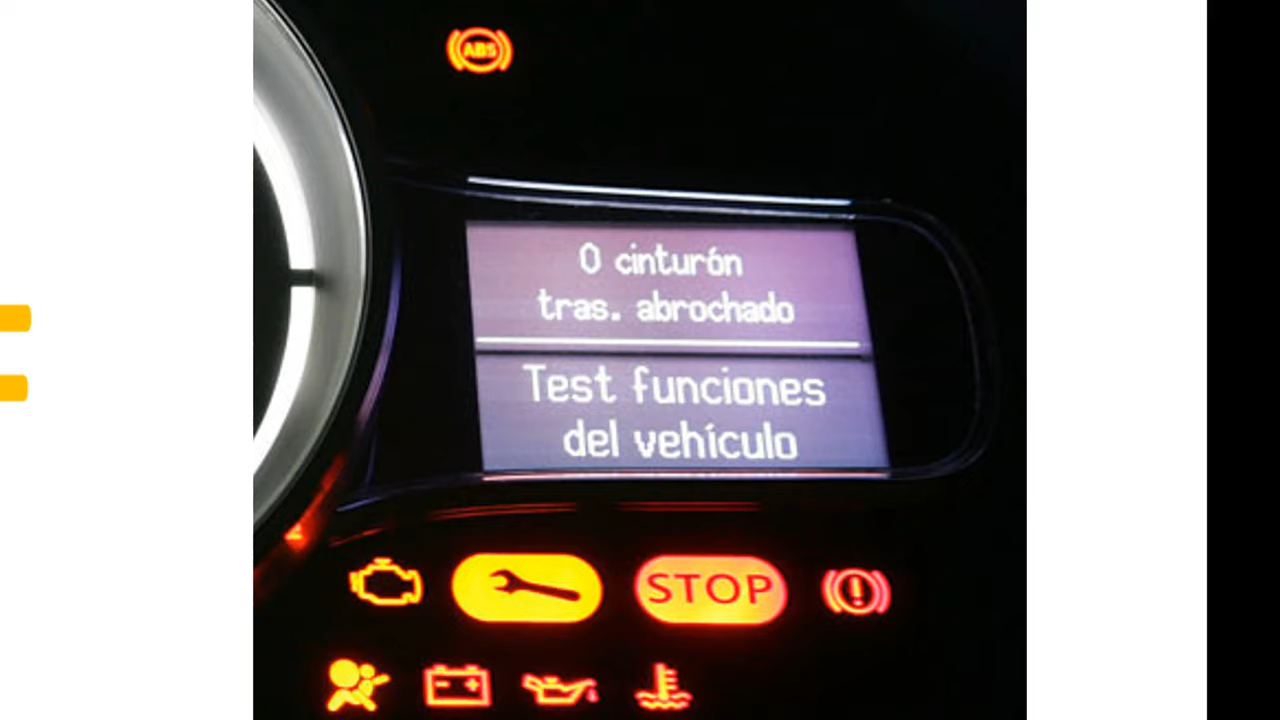 ABS
0 cinturón
tras. abrochado
Test funciones
del vehículo
STOP